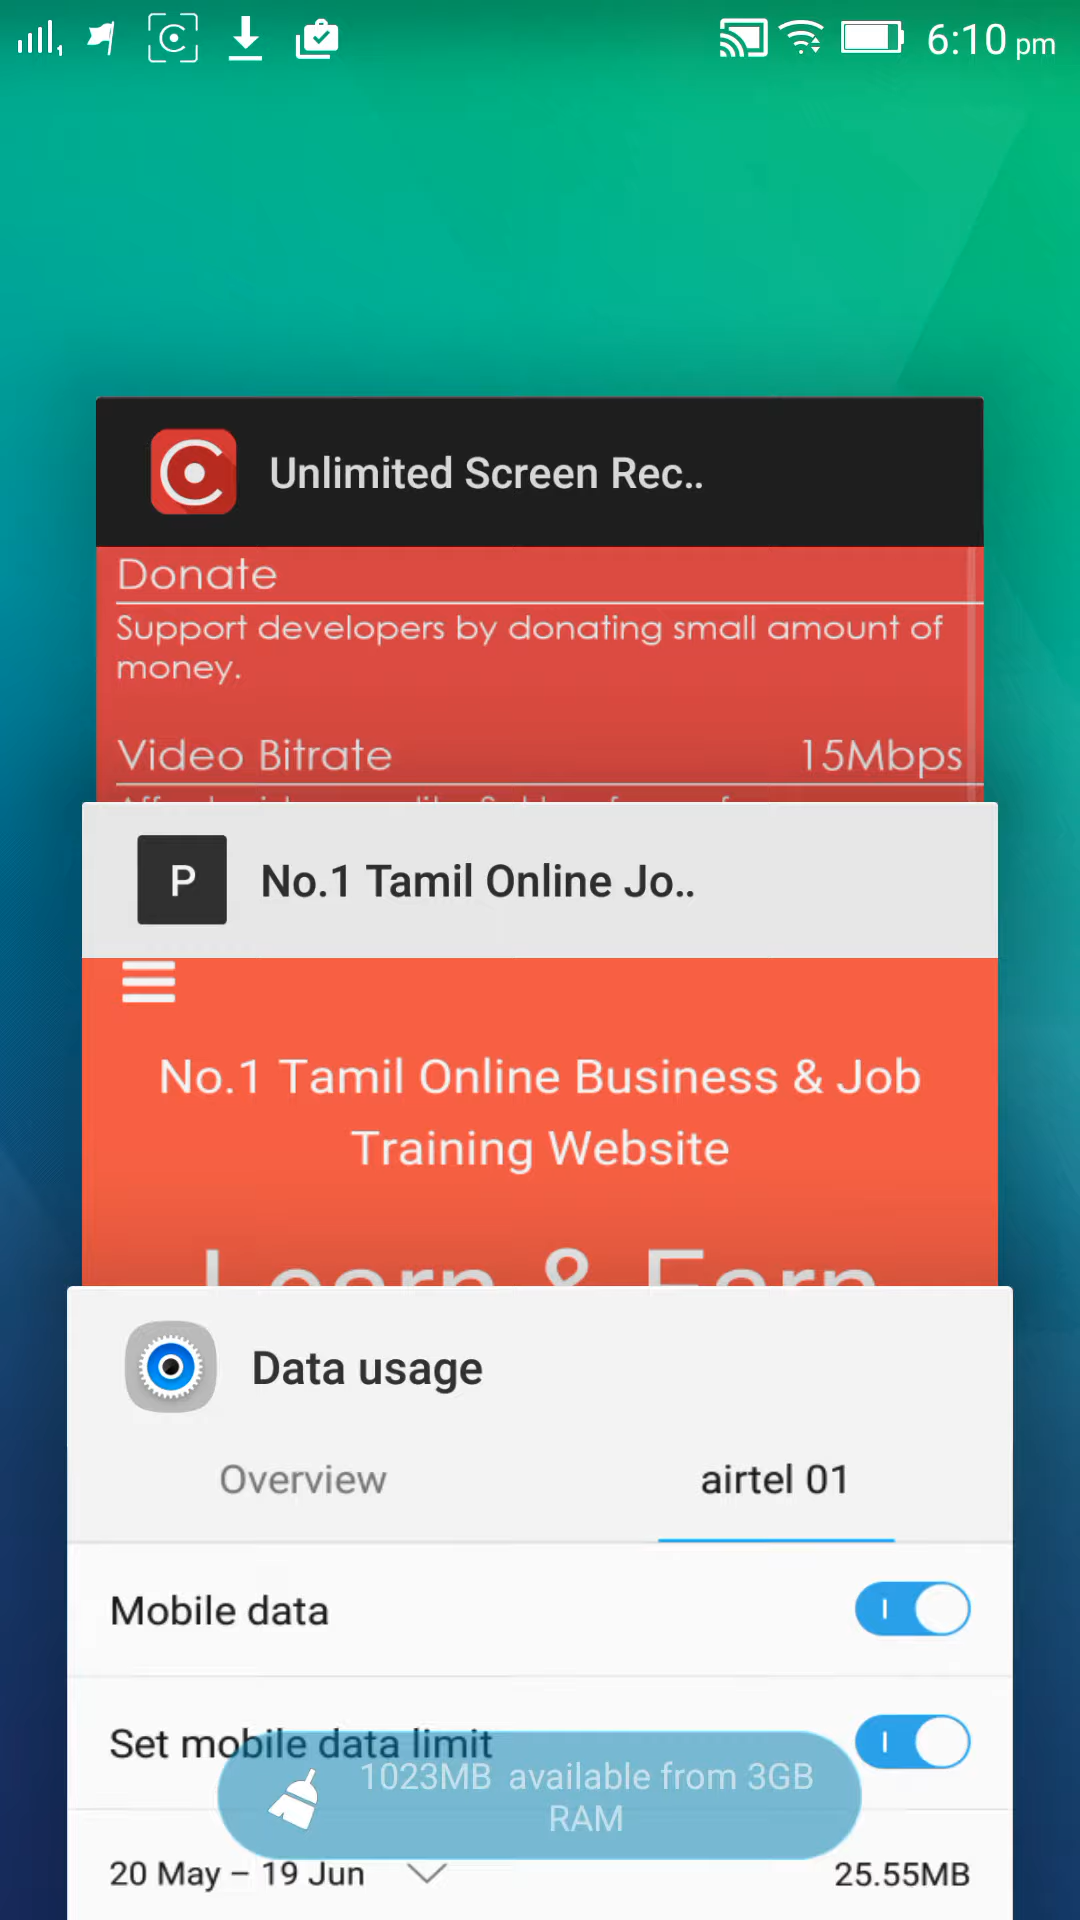 6:10 pm
Unlimited Screen Rec..
Donate
Support developers by donating small amount of
money.
Video Bitrate 15Mbps
P No.1 Tamil Online Jo..
No.1 Tamil Online Business & Job
Training Website
Learn & Earn
Data usage
Overview airtel 01
Mobile data
Set mobile data limit
1023MB available from 3GB
RAM
20 May – 19 Jun 25.55MB